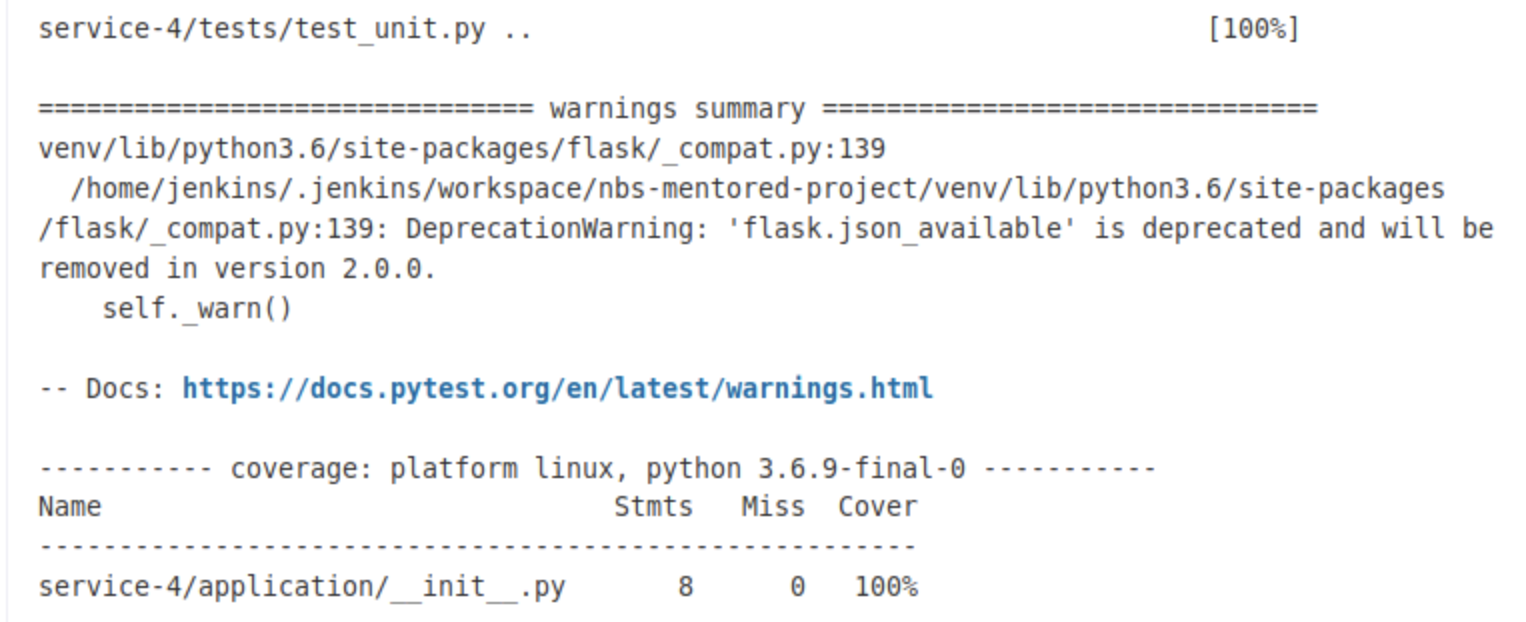 service-4/tests/test_unit.py .. [100%]
=============================== warnings summary ===============================
venv/lib/python3.6/site-packages/flask/_compat.py:139
/home/jenkins/.jenkins/workspace/nbs-mentored-project/venv/lib/python3.6/site-packages
/flask/_compat.py:139: DeprecationWarning: 'flask.json_available' is deprecated and will be
removed in version 2.0.0.
self._warn()
-- Docs: https://docs.pytest.org/en/latest/warnings.html
----------- coverage: platform linux, python 3.6.9-final-0 -----------
Name Stmts Miss Cover
-------------------------------------------------------
service-4/application/__init__.py 8 0 100%